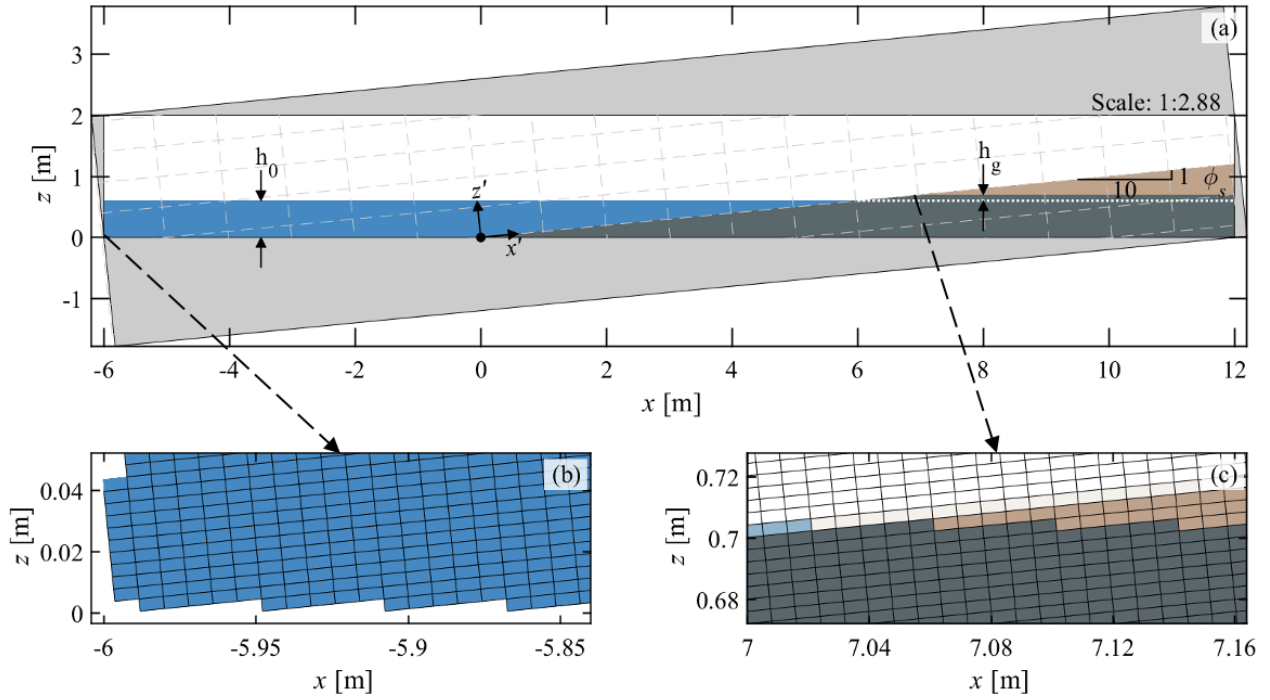 (a)
3
Scale: 1:2.88
2
z [m]
h0
hg
1
1
10
ϕs
z'
0
x'
-1
-6
-4
-2
0
2
4
6
8
10
12
x [m]
(b)
(c)
0.04
0.72
z [m]
z [m]
0.02
0.7
0
0.68
-6
-5.95
-5.9
-5.85
7
7.04
7.08
7.12
7.16
x [m]
x [m]